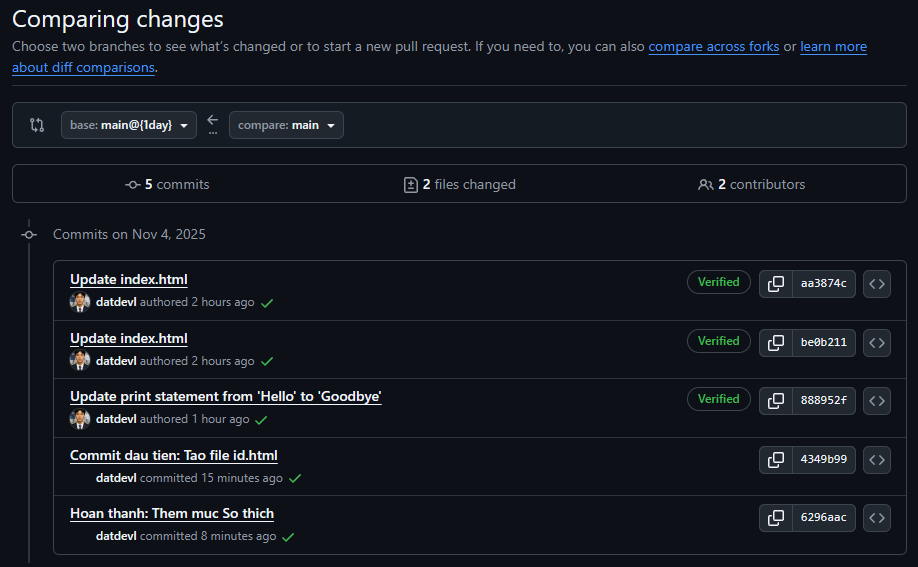 Comparing changes
Choose two branches to see what's changed or to start a new pull request. If you need to, you can also compare across forks or learn more
about diff comparisons.
base: main@{1day} compare: main
5 commits 2 files changed 2 contributors
Commits on Nov 4, 2025
Update index.html
Verified aa3874c
datdevl authored 2 hours ago
Update index.html
Verified be0b211
datdevl authored 2 hours ago
Update print statement from 'Hello' to 'Goodbye'
Verified 888952f
datdevl authored 1 hour ago
Commit dau tien: Tao file id.html
4349b99
datdevl committed 15 minutes ago
Hoan thanh: Them muc So thich
6296aac
datdevl committed 8 minutes ago